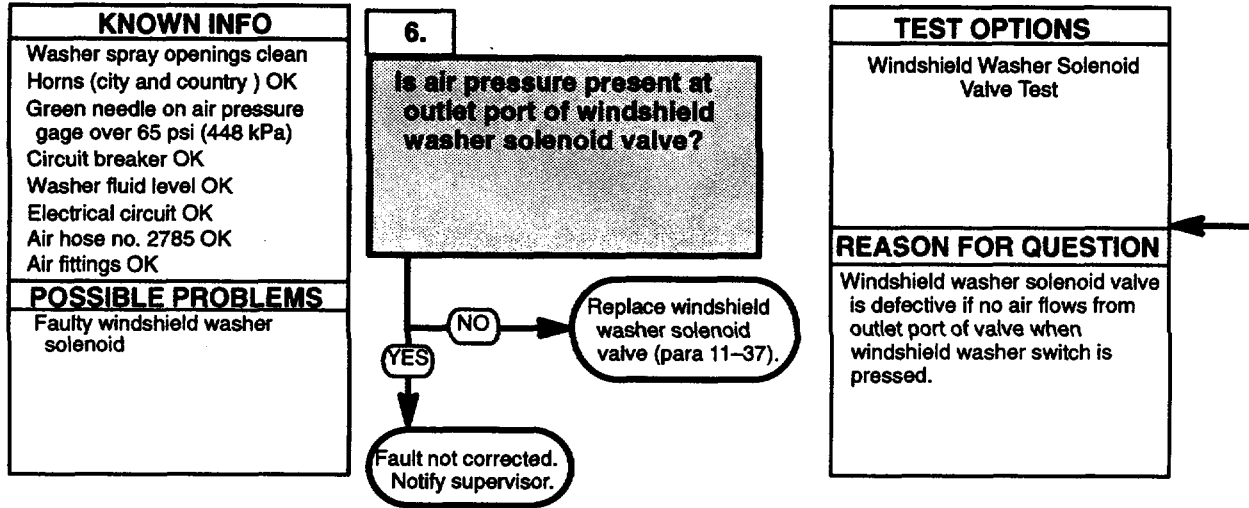 KNOWN INFO
Washer spray openings clean
Horns (city and country ) OK
Green needle on air pressure
gage over 65 psi (448 kPa)
Circuit breaker OK
Washer fluid level OK
Electrical circuit OK
Air hose no. 2785 OK
Air fittings OK
POSSIBLE PROBLEMS
Faulty windshield washer
solenoid
6.
Is air pressure present at
outlet port of windshield
washer solenoid valve?
NO
Replace windshield
washer solenoid
valve (para 11–37).
YES
Fault not corrected.
Notify supervisor.
TEST OPTIONS
Windshield Washer Solenoid
Valve Test
REASON FOR QUESTION
Windshield washer solenoid valve
is defective if no air flows from
outlet port of valve when
windshield washer switch is
pressed.